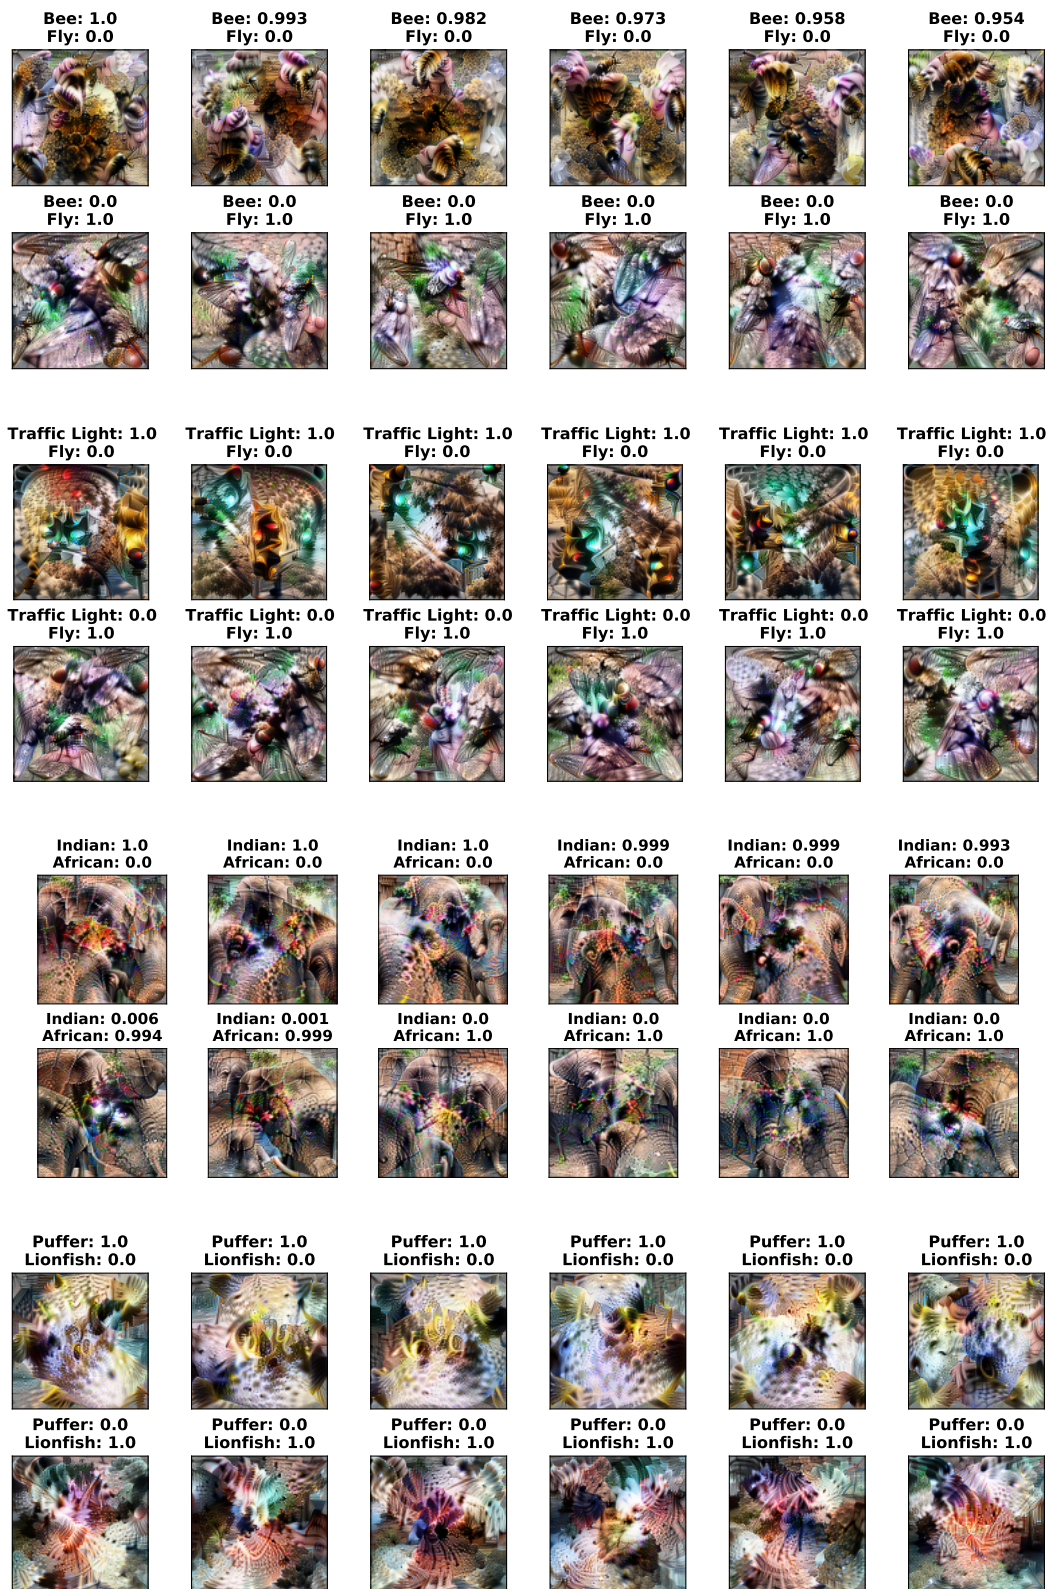 Bee: 1.0 Bee: 0.993 Bee: 0.982 Bee: 0.973 Bee: 0.958 Bee: 0.954
Fly: 0.0 Fly: 0.0 Fly: 0.0 Fly: 0.0 Fly: 0.0 Fly: 0.0
Bee: 0.0 Bee: 0.0 Bee: 0.0 Bee: 0.0 Bee: 0.0 Bee: 0.0
Fly: 1.0 Fly: 1.0 Fly: 1.0 Fly: 1.0 Fly: 1.0 Fly: 1.0
Traffic Light: 1.0 Traffic Light: 1.0 Traffic Light: 1.0 Traffic Light: 1.0 Traffic Light: 1.0 Traffic Light: 1.0
Fly: 0.0 Fly: 0.0 Fly: 0.0 Fly: 0.0 Fly: 0.0 Fly: 0.0
Traffic Light: 0.0 Traffic Light: 0.0 Traffic Light: 0.0 Traffic Light: 0.0 Traffic Light: 0.0 Traffic Light: 0.0
Fly: 1.0 Fly: 1.0 Fly: 1.0 Fly: 1.0 Fly: 1.0 Fly: 1.0
Indian: 1.0 Indian: 1.0 Indian: 1.0 Indian: 0.999 Indian: 0.999 Indian: 0.993
African: 0.0 African: 0.0 African: 0.0 African: 0.0 African: 0.0 African: 0.0
Indian: 0.006 Indian: 0.001 Indian: 0.0 Indian: 0.0 Indian: 0.0 Indian: 0.0
African: 0.994 African: 0.999 African: 1.0 African: 1.0 African: 1.0 African: 1.0
Puffer: 1.0 Puffer: 1.0 Puffer: 1.0 Puffer: 1.0 Puffer: 1.0 Puffer: 1.0
Lionfish: 0.0 Lionfish: 0.0 Lionfish: 0.0 Lionfish: 0.0 Lionfish: 0.0 Lionfish: 0.0
Puffer: 0.0 Puffer: 0.0 Puffer: 0.0 Puffer: 0.0 Puffer: 0.0 Puffer: 0.0
Lionfish: 1.0 Lionfish: 1.0 Lionfish: 1.0 Lionfish: 1.0 Lionfish: 1.0 Lionfish: 1.0